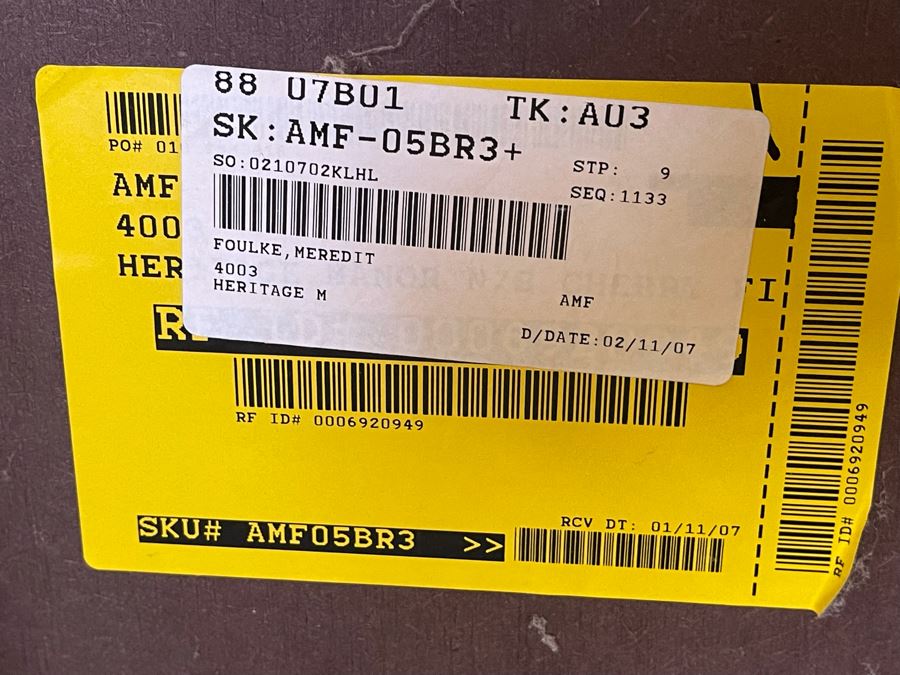 88 07B01 TK:AU3
SK:AMF-05BR3+
SO:0210702KLHL
STP: 9
SEQ:1133
FOULKE,MEREDIT
4003
HERITAGE M
AMF
D/DATE:02/11/07
PO# 01
AMF
400
HER
RF ID# 0006920949
RCV DT: 01/11/07
SKU# AMF05BR3 >>
RF ID# 0006920949